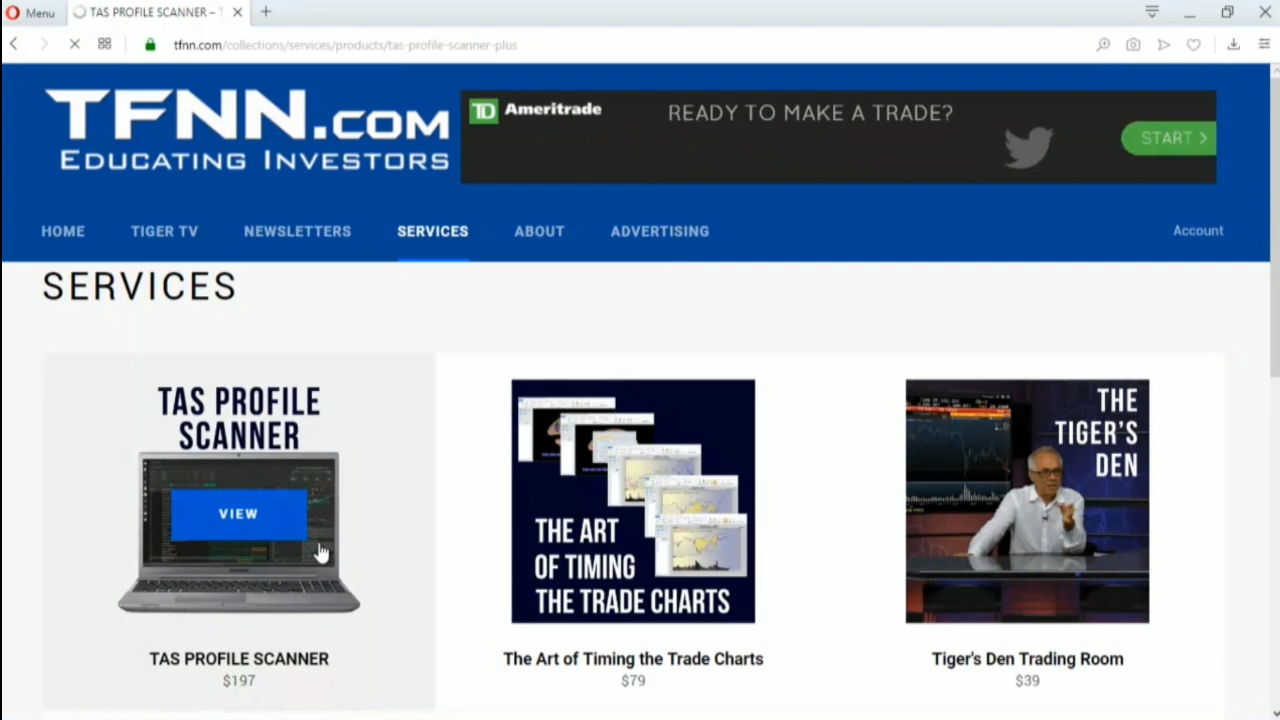 Menu
TAS PROFILE SCANNER – T
tfnn.com/collections/services/products/tas-profile-scanner-plus
TFNN.COM
EDUCATING INVESTORS
TD Ameritrade
READY TO MAKE A TRADE?
START >
HOME TIGER TV NEWSLETTERS SERVICES ABOUT ADVERTISING Account
SERVICES
TAS PROFILE
SCANNER
VIEW
THE ART
OF TIMING
THE TRADE CHARTS
THE
TIGER'S
DEN
TAS PROFILE SCANNER
$197
The Art of Timing the Trade Charts
$79
Tiger's Den Trading Room
$39